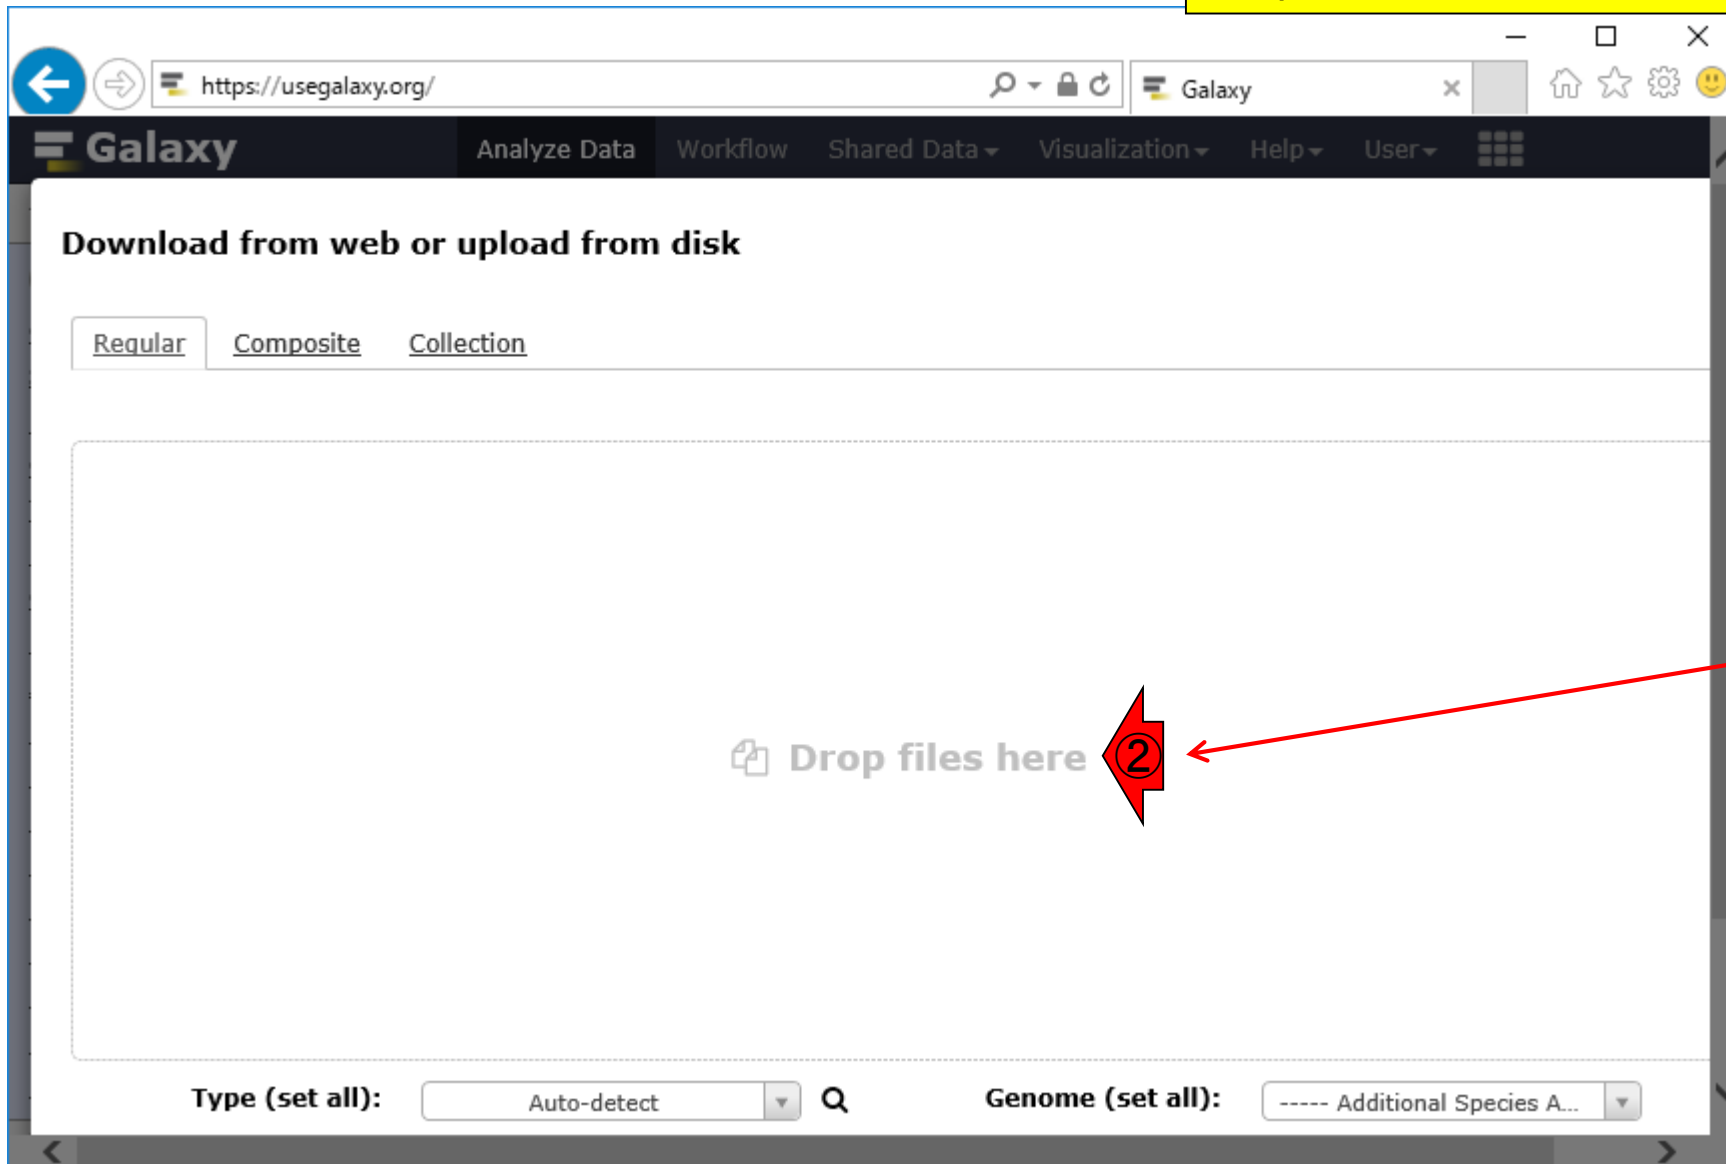 https://usegalaxy.org/
Galaxy
Galaxy
Analyze Data Workflow Shared Data Visualization Help User
Download from web or upload from disk
Regular Composite Collection
Drop files here ②
Type (set all): Auto-detect Genome (set all): ----- Additional Species A...